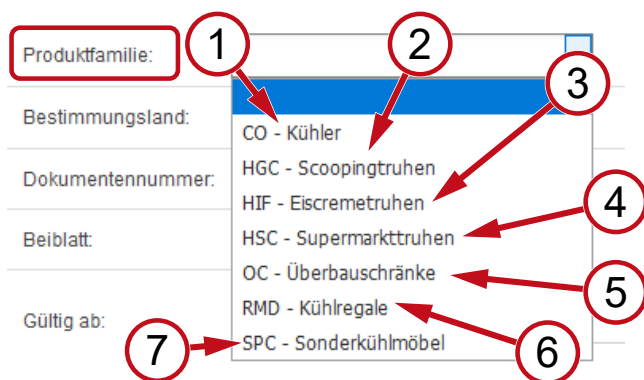 Produktfamilie:
1
2
3
Bestimmungsland:
CO - Kühler
HGC - Scoopingtruhen
Dokumentennummer:
HIF - Eiscremetruhen
4
Beiblatt:
HSC - Supermarkttruhen
OC - Überbauschränke
5
Gültig ab:
RMD - Kühlregale
7
SPC - Sonderkühlmöbel
6